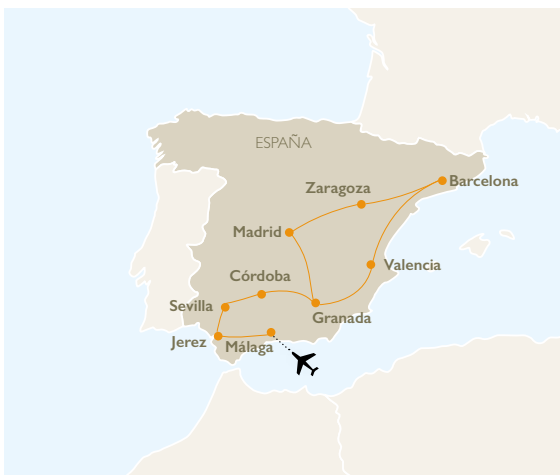 ESPAÑA
Zaragoza
Barcelona
Madrid
Valencia
Córdoba
Sevilla
Granada
Jerez
Málaga